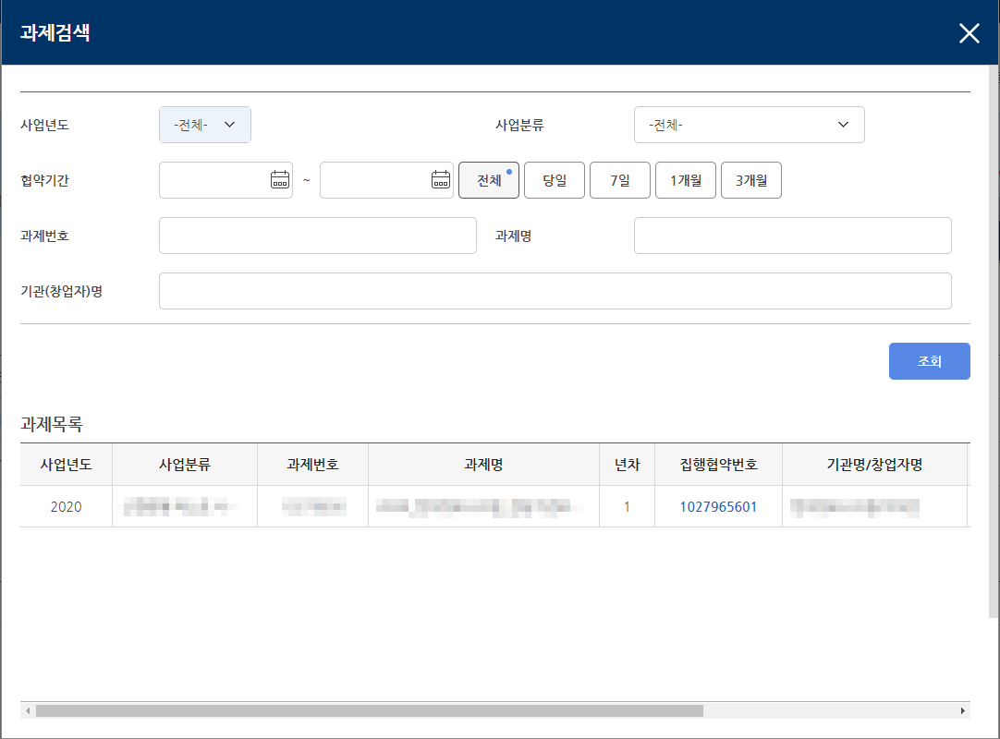 과제검색
사업년도 -전체- 사업분류 -전체-
협약기간 ~ 전체 당일 7일 1개월 3개월
과제번호 과제명
기관(창업자)명
조회
과제목록
사업년도 사업분류 과제번호 과제명 년차 집행협약번호 기관명/창업자명
2020 1 1027965601